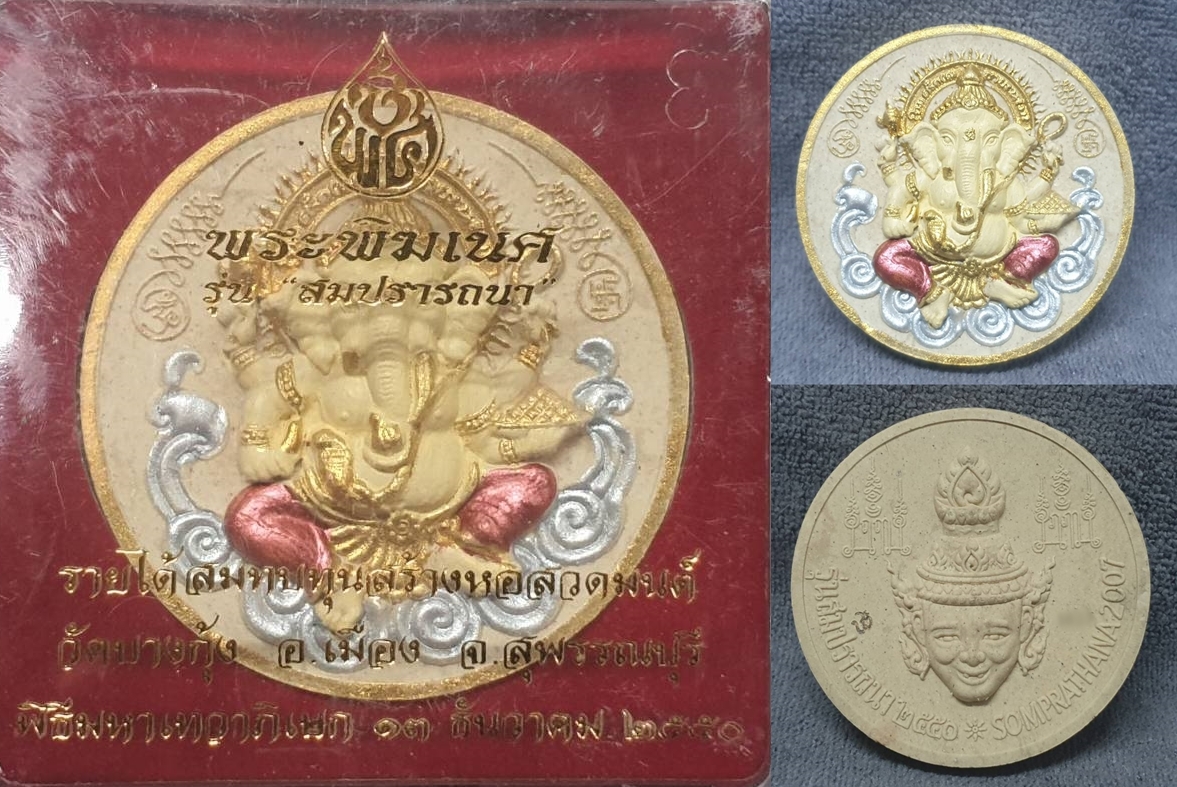 พระพิฆเนศ
รุ่น "สมปรารถนา"
รายได้สมทบทุนสร้างหอสวดมนต์
วัดบางกุ้ง อ.เมือง จ.สุพรรณบุรี
พิธีมหาเทวาภิเษก ๑๓ ธันวาคม ๒๕๕๐
รุ่นสมปรารถนา ๒๕๕๐ SOMPRATHANA 2007